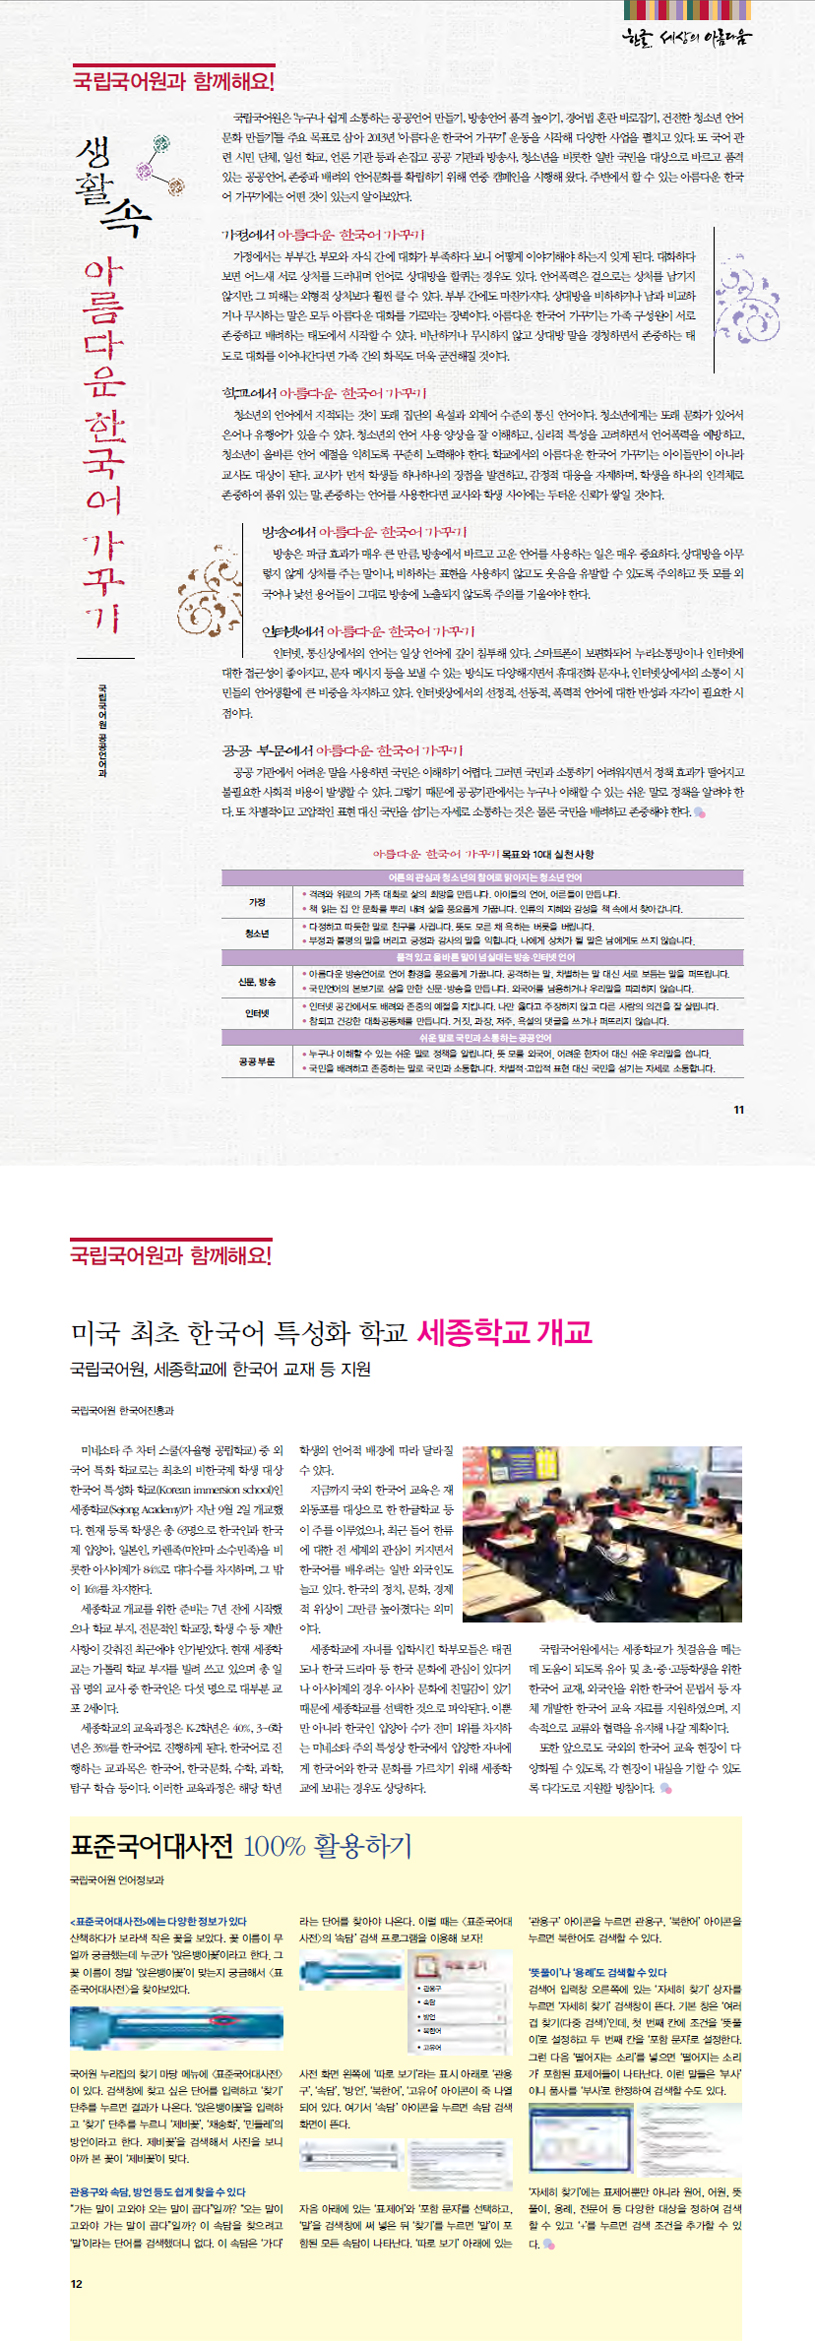 한글, 세상의 아름다움
국립국어원과 함께해요!
생활 속
아름다운 한국어 가꾸기
국립국어원 공공언어과
국립국어원은 '누구나 쉽게 소통하는 공공언어 만들기, 방송언어 품격 높이기, 경어법 혼란 바로잡기, 건전한 청소년 언어
문화 만들기'를 주요 목표로 삼아 2013년 '아름다운 한국어 가꾸기' 운동을 시작해 다양한 사업을 펼치고 있다. 또 국어 관
련 시민 단체, 일선 학교, 언론 기관 등과 손잡고 공공 기관과 방송사, 청소년을 비롯한 일반 국민을 대상으로 바르고 품격
있는 공공언어, 존중과 배려의 언어문화를 확립하기 위해 연중 캠페인을 시행해 왔다. 주변에서 할 수 있는 아름다운 한국
어 가꾸기에는 어떤 것이 있는지 알아보았다.
가정에서 아름다운 한국어 가꾸기
가정에서는 부부간, 부모와 자식 간에 대화가 부족하다 보니 어떻게 이야기해야 하는지 잊게 된다. 대화하다
보면 어느새 서로 상처를 드러내며 언어로 상대방을 할퀴는 경우도 있다. 언어폭력은 겉으로는 상처를 남기지
않지만, 그 피해는 외형적 상처보다 훨씬 클 수 있다. 부부 간에도 마찬가지다. 상대방을 비하하거나 남과 비교하
거나 무시하는 말은 모두 아름다운 대화를 가로막는 장벽이다. 아름다운 한국어 가꾸기는 가족 구성원이 서로
존중하고 배려하는 태도에서 시작할 수 있다. 비난하거나 무시하지 않고 상대방 말을 경청하면서 존중하는 태
도로 대화를 이어나간다면 가족 간의 화목도 더욱 굳건해질 것이다.
학교에서 아름다운 한국어 가꾸기
청소년의 언어에서 지적되는 것이 또래 집단의 욕설과 외계어 수준의 통신 언어이다. 청소년에게는 또래 문화가 있어서
은어나 유행어가 있을 수 있다. 청소년의 언어 사용 양상을 잘 이해하고, 심리적 특성을 고려하면서 언어폭력을 예방하고,
청소년이 올바른 언어 예절을 익히도록 꾸준히 노력해야 한다. 학교에서의 아름다운 한국어 가꾸기는 아이들만이 아니라
교사도 대상이 된다. 교사가 먼저 학생들 하나하나의 장점을 발견하고, 감정적 대응을 자제하며, 학생을 하나의 인격체로
존중하여 품위 있는 말, 존중하는 언어를 사용한다면 교사와 학생 사이에는 두터운 신뢰가 쌓일 것이다.
방송에서 아름다운 한국어 가꾸기
방송은 파급 효과가 매우 큰 만큼, 방송에서 바르고 고운 언어를 사용하는 일은 매우 중요하다. 상대방을 아무
렇지 않게 상처를 주는 말이나, 비하하는 표현을 사용하지 않고도 웃음을 유발할 수 있도록 주의하고 뜻 모를 외
국어나 낯선 용어들이 그대로 방송에 노출되지 않도록 주의를 기울여야 한다.
인터넷에서 아름다운 한국어 가꾸기
인터넷, 통신상에서의 언어는 일상 언어에 깊이 침투해 있다. 스마트폰이 보편화되어 누리소통망이나 인터넷에
대한 접근성이 좋아지고, 문자 메시지 등을 보낼 수 있는 방식도 다양해지면서 휴대전화 문자나, 인터넷상에서의 소통이 시
민들의 언어생활에 큰 비중을 차지하고 있다. 인터넷상에서의 선정적, 선동적, 폭력적 언어에 대한 반성과 자각이 필요한 시
점이다.
공공 부문에서 아름다운 한국어 가꾸기
공공 기관에서 어려운 말을 사용하면 국민은 이해하기 어렵다. 그러면 국민과 소통하기 어려워지면서 정책 효과가 떨어지고
불필요한 사회적 비용이 발생할 수 있다. 그렇기 때문에 공공기관에서는 누구나 이해할 수 있는 쉬운 말로 정책을 알려야 한
다. 또 차별적이고 고압적인 표현 대신 국민을 섬기는 자세로 소통하는 것은 물론 국민을 배려하고 존중해야 한다.
아름다운 한국어 가꾸기 목표와 10대 실천 사항
어른의 관심과 청소년의 참여로 맑아지는 청소년 언어
가정
• 격려와 위로의 가족 대화로 삶의 희망을 만듭니다. 아이들의 언어, 어른들이 만듭니다.
• 책 읽는 집 안 문화를 뿌리 내려 삶을 풍요롭게 가꿉니다. 인류의 지혜와 감성을 책 속에서 찾아갑니다.
청소년
• 다정하고 따뜻한 말로 친구를 사귑니다. 뜻도 모른 채 욕하는 버릇을 버립니다.
• 부정과 불평의 말을 버리고 긍정과 감사의 말을 익힙니다. 나에게 상처가 될 말은 남에게도 쓰지 않습니다.
품격 있고 올바른 말이 넘실대는 방송·인터넷 언어
신문, 방송
• 아름다운 방송언어로 언어 환경을 풍요롭게 가꿉니다. 공격하는 말, 차별하는 말 대신 서로 보듬는 말을 퍼뜨립니다.
• 국민언어의 본보기로 삼을 만한 신문·방송을 만듭니다. 외국어를 남용하거나 우리말을 파괴하지 않습니다.
인터넷
• 인터넷 공간에서도 배려와 존중의 예절을 지킵니다. 나만 옳다고 주장하지 않고 다른 사람의 의견을 잘 살핍니다.
• 참되고 건강한 대화공동체를 만듭니다. 거짓, 과장, 저주, 욕설의 댓글을 쓰거나 퍼뜨리지 않습니다.
쉬운 말로 국민과 소통하는 공공언어
공공 부문
• 누구나 이해할 수 있는 쉬운 말로 정책을 알립니다. 뜻 모를 외국어, 어려운 한자어 대신 쉬운 우리말을 씁니다.
• 국민을 배려하고 존중하는 말로 국민과 소통합니다. 차별적·고압적 표현 대신 국민을 섬기는 자세로 소통합니다.
11
국립국어원과 함께해요!
미국 최초 한국어 특성화 학교 세종학교 개교
국립국어원, 세종학교에 한국어 교재 등 지원
국립국어원 한국어진흥과
미네소타 주 차터 스쿨(자율형 공립학교) 중 외
국어 특화 학교로는 최초의 비한국계 학생 대상
한국어 특성화 학교(Korean immersion school)인
세종학교(Sejong Academy)가 지난 9월 2일 개교했
다. 현재 등록 학생은 총 63명으로 한국인과 한국
계 입양아, 일본인, 카렌족(미얀마 소수민족)을 비
롯한 아시아계가 84%로 대다수를 차지하며, 그 밖
이 16%를 차지한다.
세종학교 개교를 위한 준비는 7년 전에 시작했
으나 학교 부지, 전문적인 학교장, 학생 수 등 제반
사항이 갖춰진 최근에야 인가받았다. 현재 세종학
교는 가톨릭 학교 부지를 빌려 쓰고 있으며 총 일
곱 명의 교사 중 한국인은 다섯 명으로 대부분 교
포 2세이다.
세종학교의 교육과정은 K-2학년은 40%, 3-6학
년은 35%를 한국어로 진행하게 된다. 한국어로 진
행하는 교과목은 한국어, 한국문화, 수학, 과학,
탐구 학습 등이다. 이러한 교육과정은 해당 학년
학생의 언어적 배경에 따라 달라질
수 있다.
지금까지 국외 한국어 교육은 재
외동포를 대상으로 한 한글학교 등
이 주를 이루었으나, 최근 들어 한류
에 대한 전 세계의 관심이 커지면서
한국어를 배우려는 일반 외국인도
늘고 있다. 한국의 정치, 문화, 경제
적 위상이 그만큼 높아졌다는 의미
이다.
세종학교에 자녀를 입학시킨 학부모들은 태권
도나 한국 드라마 등 한국 문화에 관심이 있다거
나 아시아계의 경우 아시아 문화에 친밀감이 있기
때문에 세종학교를 선택한 것으로 파악된다. 이뿐
만 아니라 한국인 입양아 수가 전미 1위를 차지하
는 미네소타 주의 특성상 한국에서 입양한 자녀에
게 한국어와 한국 문화를 가르치기 위해 세종학
교에 보내는 경우도 상당하다.
국립국어원에서는 세종학교가 첫걸음을 떼는
데 도움이 되도록 유아 및 초·중·고등학생을 위한
한국어 교재, 외국인을 위한 한국어 문법서 등 자
체 개발한 한국어 교육 자료를 지원하였으며, 지
속적으로 교류와 협력을 유지해 나갈 계획이다.
또한 앞으로도 국외의 한국어 교육 현장이 다
양화될 수 있도록, 각 현장이 내실을 기할 수 있도
록 다각도로 지원할 방침이다.
표준국어대사전 100% 활용하기
국립국어원 언어정보과
<표준국어대사전>에는 다양한 정보가 있다
산책하다가 보라색 작은 꽃을 보았다. 꽃 이름이 무
얼까 궁금했는데 누군가 '앉은뱅이꽃'이라고 한다. 그
꽃 이름이 정말 '앉은뱅이꽃'이 맞는지 궁금해서 〈표
준국어대사전〉을 찾아보았다.
국어원 누리집의 찾기 마당 메뉴에 〈표준국어대사전〉
이 있다. 검색창에 찾고 싶은 단어를 입력하고 '찾기'
단추를 누르면 결과가 나온다. '앉은뱅이꽃'을 입력하
고 '찾기' 단추를 누르니 '제비꽃', '채송화', '민들레'의
방언이라고 한다. 제비꽃을 검색해서 사진을 보니
아까 본 꽃이 '제비꽃'이 맞다.
관용구와 속담, 방언 등도 쉽게 찾을 수 있다
"가는 말이 고와야 오는 말이 곱다"일까? "오는 말이
고와야 가는 말이 곱다"일까? 이 속담을 찾으려고
'말'이라는 단어를 검색했더니 없다. 이 속담은 '가다'
라는 단어를 찾아야 나온다. 이럴 때는 〈표준국어대
사전〉의 '속담' 검색 프로그램을 이용해 보자!
따로 보기
• 관용구
• 속담
• 방언
• 북한어
• 고유어
사전 화면 왼쪽에 '따로 보기'라는 표시 아래로 '관용
구', '속담', '방언', '북한어', '고유어' 아이콘이 죽 나열
되어 있다. 여기서 '속담' 아이콘을 누르면 속담 검색
화면이 뜬다.
자음 아래에 있는 '표제어'와 '포함 문자'를 선택하고,
'말'을 검색창에 써 넣은 뒤 '찾기'를 누르면 '말'이 포
함된 모든 속담이 나타난다. '따로 보기' 아래에 있는
'관용구' 아이콘을 누르면 관용구, '북한어' 아이콘을
누르면 북한어도 검색할 수 있다.
'뜻풀이'나 '용례'도 검색할 수 있다
검색어 입력창 오른쪽에 있는 '자세히 찾기' 상자를
누르면 '자세히 찾기' 검색창이 뜬다. 기본 창은 '여러
겹 찾기(다중 검색)'인데, 첫 번째 칸에 조건을 '뜻풀
이'로 설정하고 두 번째 칸을 '포함 문자'로 설정한다.
그런 다음 '떨어지는 소리'를 넣으면 '떨어지는 소리
가' 포함된 표제어들이 나타난다. 이런 말들은 '부사'
이니 품사를 '부사'로 한정하여 검색할 수도 있다.
'자세히 찾기'에는 표제어뿐만 아니라 원어, 어원, 뜻
풀이, 용례, 전문어 등 다양한 대상을 정하여 검색
할 수 있고 '+'를 누르면 검색 조건을 추가할 수 있
다.
12